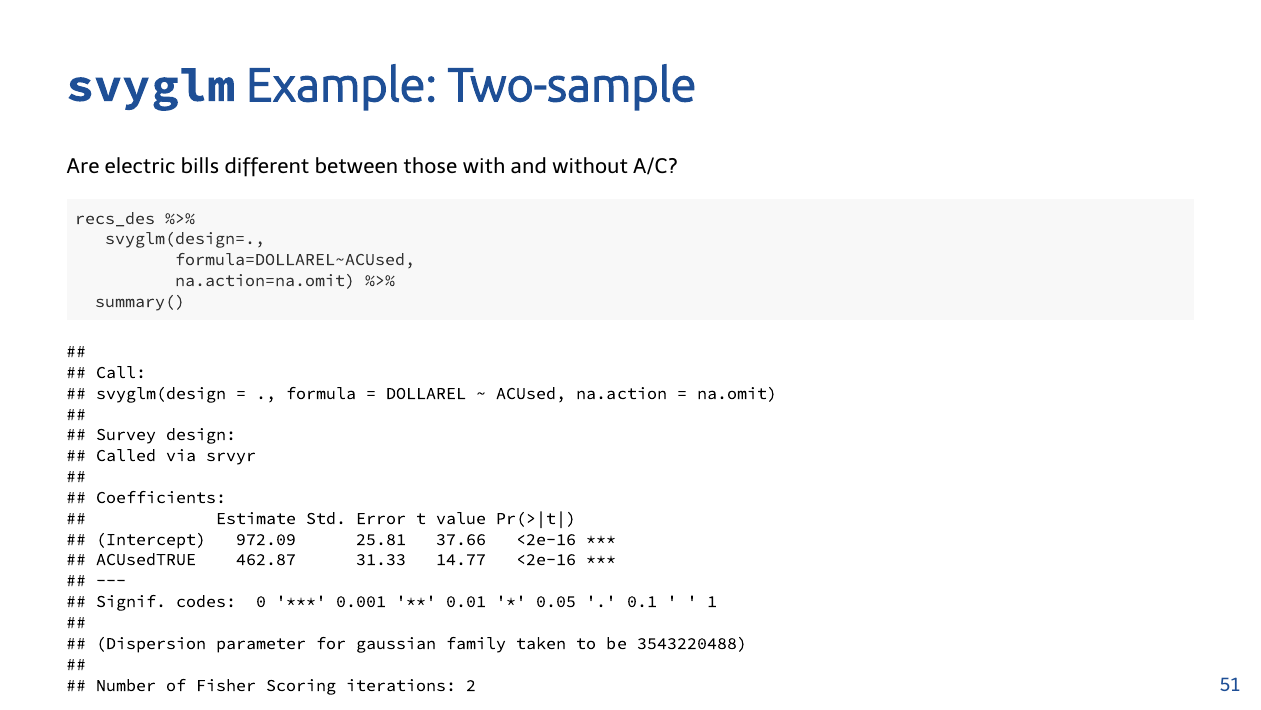 svyglm Example: Two-sample
Are electric bills different between those with and without A/C?
recs_des %>%
   svyglm(design=.,
          formula=DOLLAREL~ACUsed,
          na.action=na.omit) %>%
  summary()
##
## Call:
## svyglm(design = ., formula = DOLLAREL ~ ACUsed, na.action = na.omit)
##
## Survey design:
## Called via srvyr
##
## Coefficients:
##             Estimate Std. Error t value Pr(>|t|)
## (Intercept)   972.09      25.81   37.66   <2e-16 ***
## ACUsedTRUE    462.87      31.33   14.77   <2e-16 ***
## ---
## Signif. codes:  0 '***' 0.001 '**' 0.01 '*' 0.05 '.' 0.1 ' ' 1
##
## (Dispersion parameter for gaussian family taken to be 3543220488)
##
## Number of Fisher Scoring iterations: 2
51